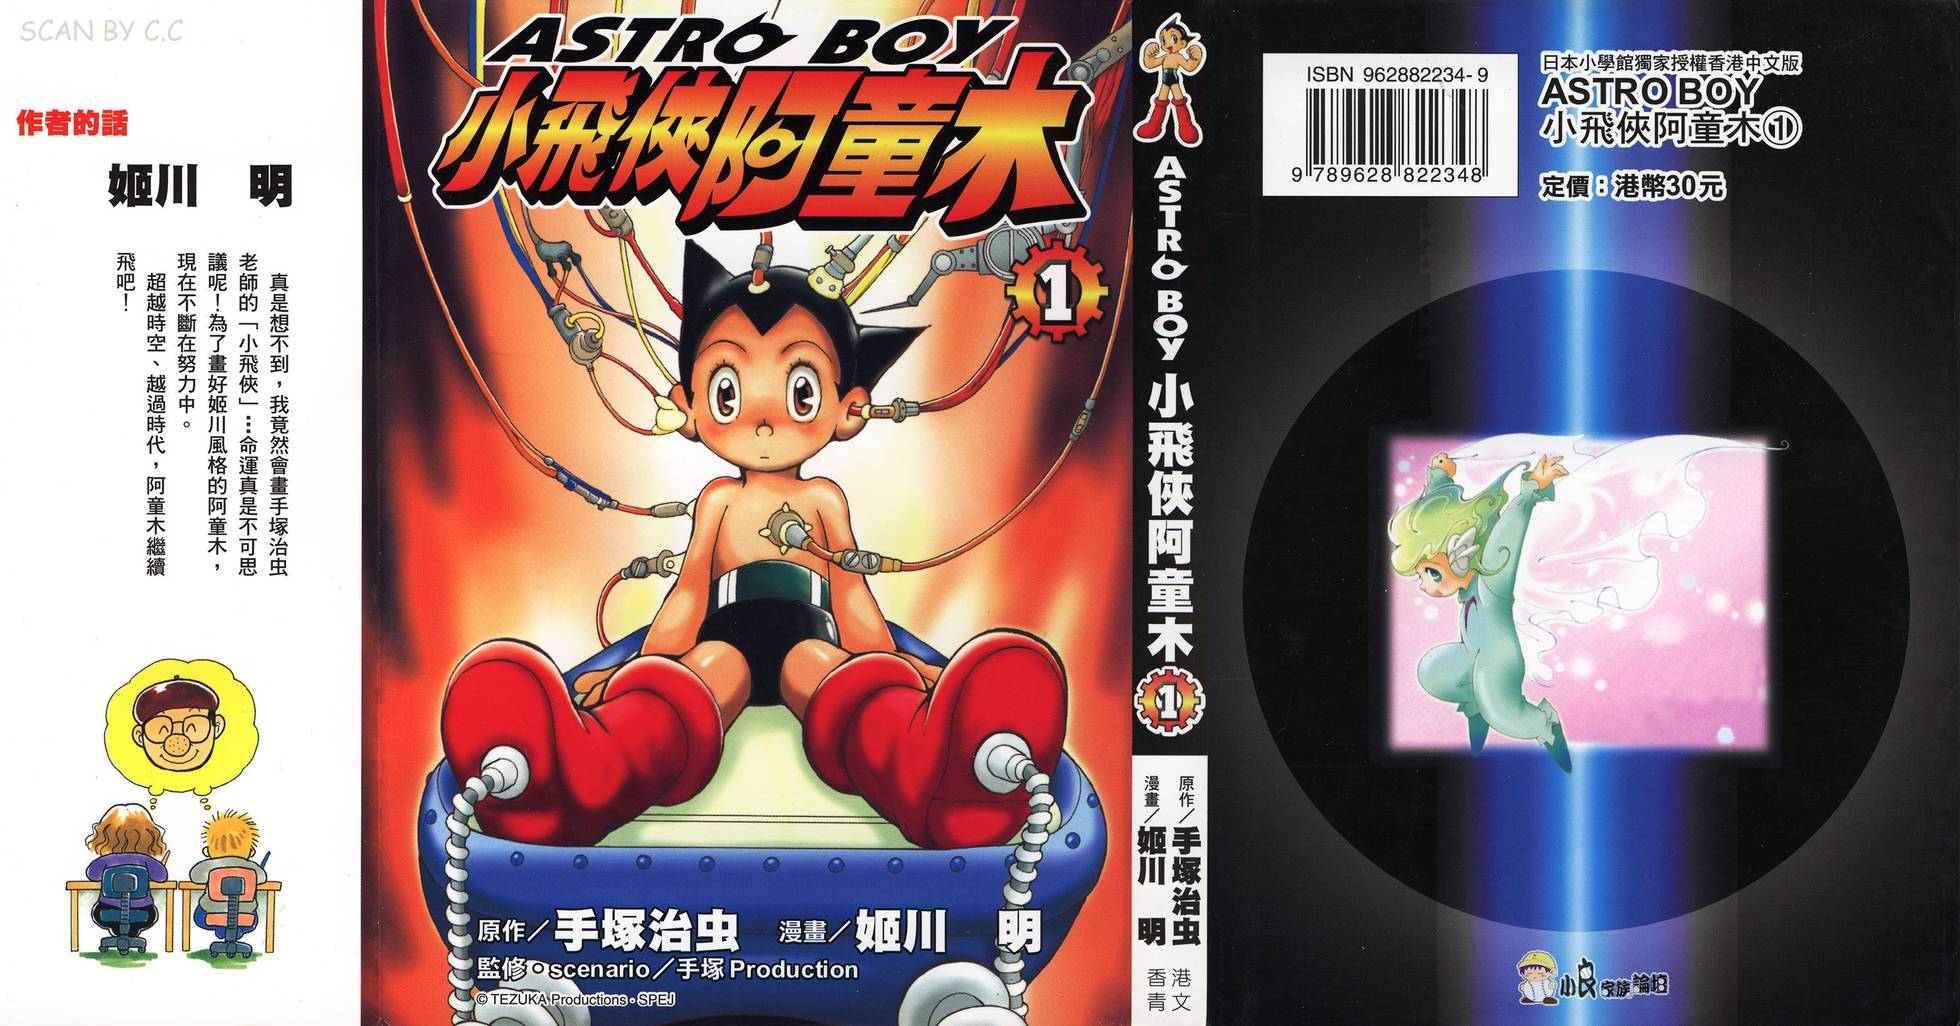 SCAN BY C.C
作者的話
姬川　明
真是想不到，我竟然會畫手塚治虫
老師的「小飛俠」…命運真是不可思
議呢！為了畫好姬川風格的阿童木，
現在不斷在努力中。
超越時空、越過時代，阿童木繼續
飛吧！
ASTRO BOY
小飛俠阿童木
1
原作／手塚治虫　漫畫／姬川　明
監修・scenario／手塚Production
© TEZUKA Productions・SPEJ
ASTRO BOY 小飛俠阿童木
1
原作／手塚治虫
漫畫／姬川　明
港文
香青
ISBN 962882234-9
9 789628 822348
日本小學館獨家授權香港中文版
ASTRO BOY
小飛俠阿童木①
定價：港幣30元
小良家族論壇